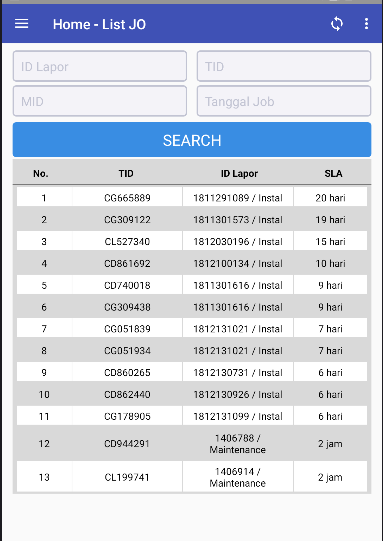 Home - List JO
ID Lapor TID
MID Tanggal Job
SEARCH
No. TID ID Lapor SLA
1 CG665889 1811291089 / Instal 20 hari
2 CG309122 1811301573 / Instal 19 hari
3 CL527340 1812030196 / Instal 15 hari
4 CD861692 1812100134 / Instal 10 hari
5 CD740018 1811301616 / Instal 9 hari
6 CG309438 1811301616 / Instal 9 hari
7 CG051839 1812131021 / Instal 7 hari
8 CG051934 1812131021 / Instal 7 hari
9 CD860265 1812130731 / Instal 6 hari
10 CD862440 1812130926 / Instal 6 hari
11 CG178905 1812131099 / Instal 6 hari
12 CD944291 1406788 / Maintenance 2 jam
13 CL199741 1406914 / Maintenance 2 jam